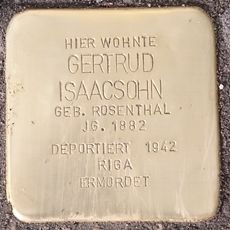 HIER WOHNTE
GERTRUD
ISAACSOHN
GEB. ROSENTHAL
JG. 1882
DEPORTIERT 1942
RIGA
ERMORDET